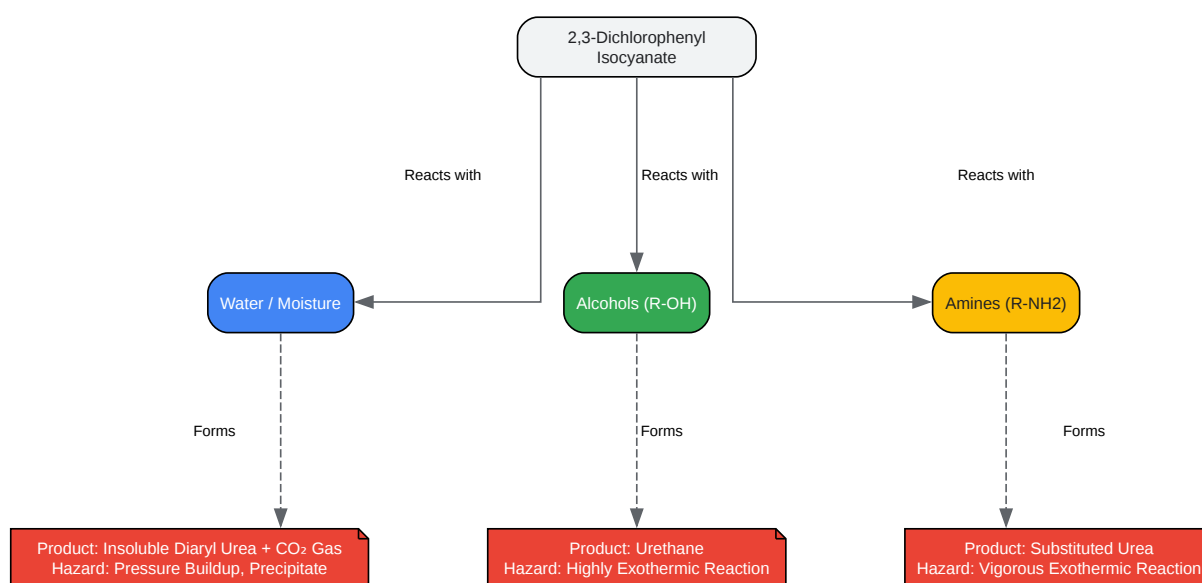 2,3-Dichlorophenyl
Isocyanate
Reacts with
Reacts with
Reacts with
Water / Moisture
Alcohols (R-OH)
Amines (R-NH2)
Forms
Forms
Forms
Product: Insoluble Diaryl Urea + CO₂ Gas
Hazard: Pressure Buildup, Precipitate
Product: Urethane
Hazard: Highly Exothermic Reaction
Product: Substituted Urea
Hazard: Vigorous Exothermic Reaction